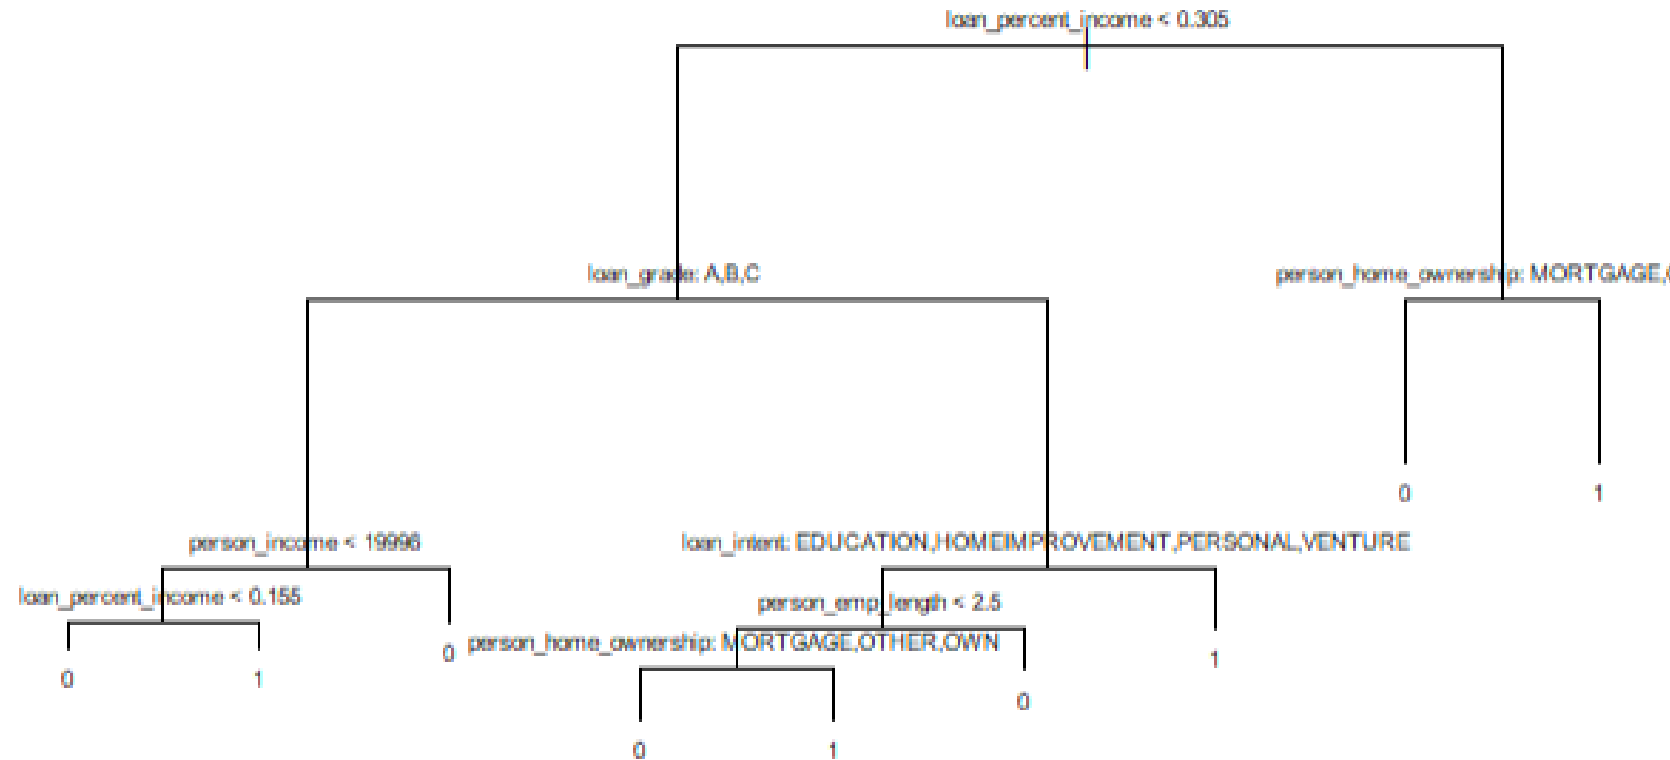 loan_percent_income < 0.305
loan_grade: A,B,C
person_home_ownership: MORTGAGE,
0 1
person_income < 19996
loan_intent: EDUCATION,HOMEIMPROVEMENT,PERSONAL,VENTURE
loan_percent_income < 0.155
person_emp_length < 2.5
person_home_ownership: MORTGAGE,OTHER,OWN
0
1
0 1
0
0 1